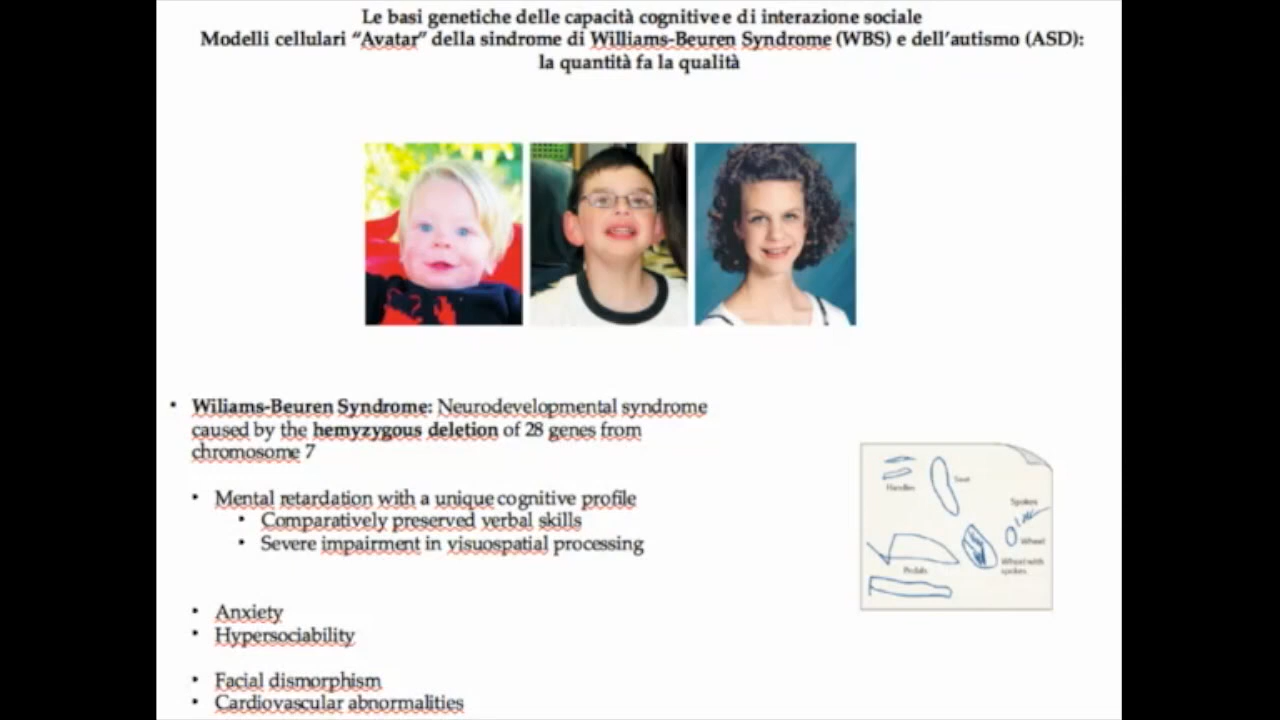 Le basi genetiche delle capacità cognitive e di interazione sociale
Modelli cellulari “Avatar” della sindrome di Williams-Beuren Syndrome (WBS) e dell’autismo (ASD):
la quantità fa la qualità
• Wiliams-Beuren Syndrome: Neurodevelopmental syndrome
caused by the hemyzygous deletion of 28 genes from
chromosome 7
• Mental retardation with a unique cognitive profile
• Comparatively preserved verbal skills
• Severe impairment in visuospatial processing
• Anxiety
• Hypersociability
• Facial dismorphism
• Cardiovascular abnormalities
Handles
Seat
Spokes
Wheel
Wheel with
spokes
Pedals